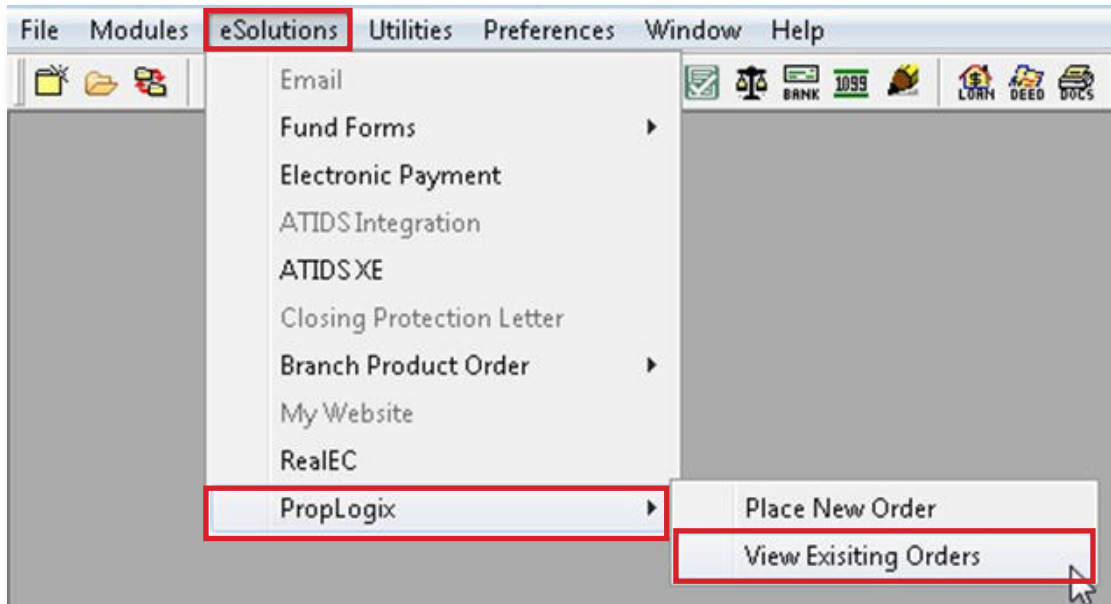 File Modules eSolutions Utilities Preferences Window Help
BANK 1099 LOAN DEED DOCS
Email
Fund Forms
Electronic Payment
ATIDS Integration
ATIDS XE
Closing Protection Letter
Branch Product Order
My Website
RealEC
PropLogix
Place New Order
View Exisiting Orders